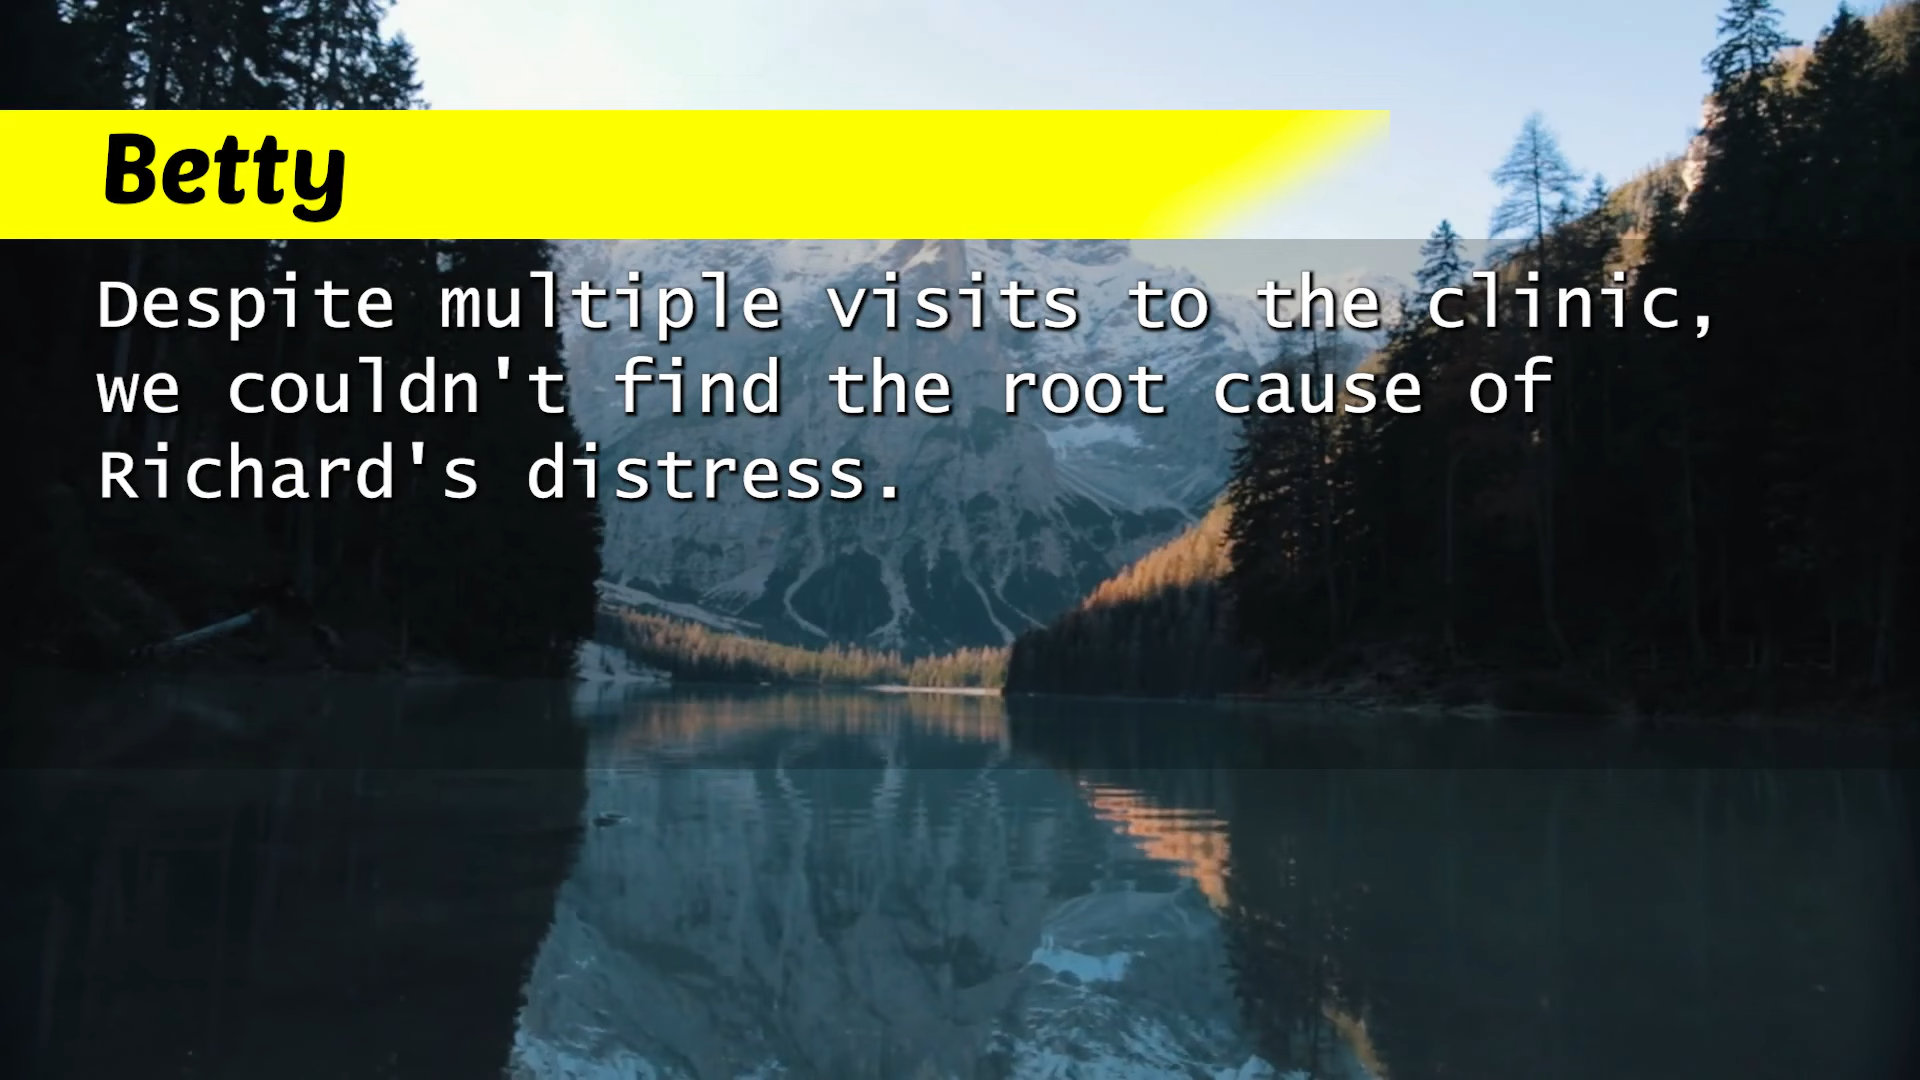 Betty
Despite multiple visits to the clinic,
we couldn't find the root cause of
Richard's distress.